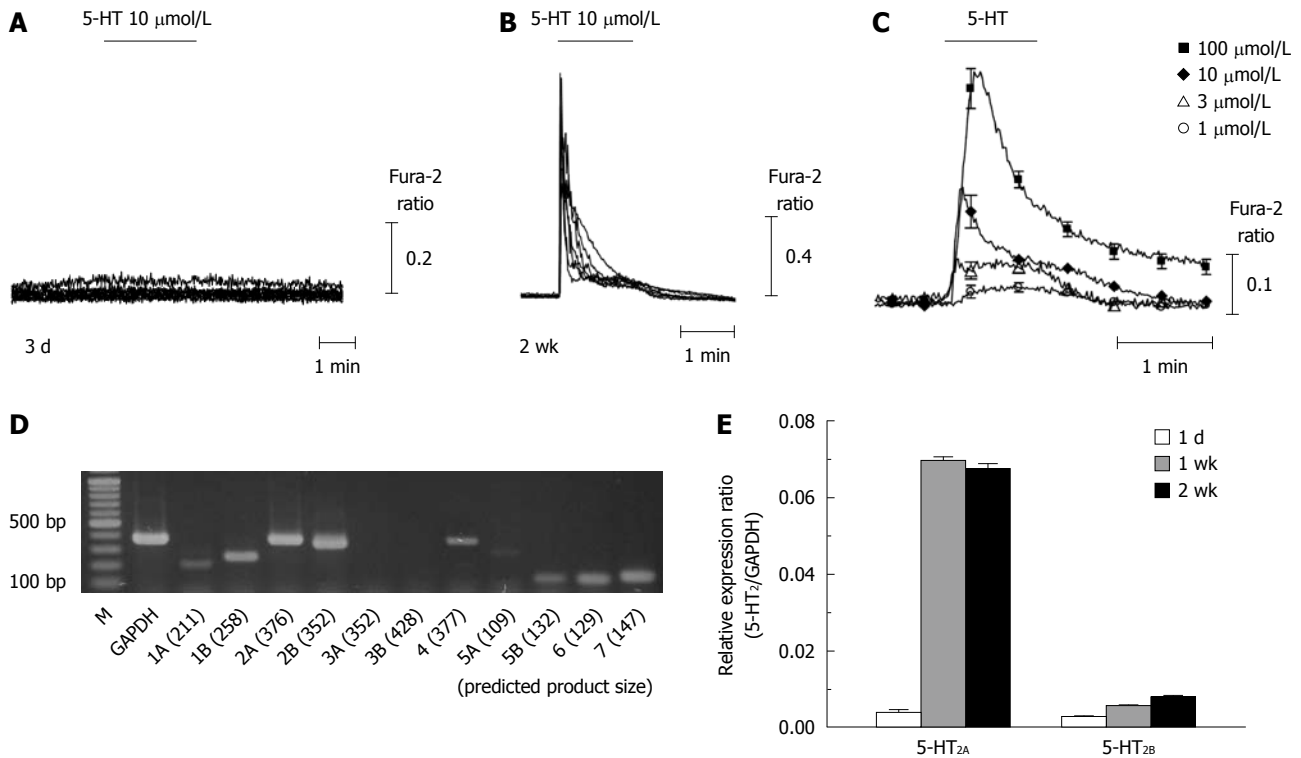 A
5-HT 10 μmol/L
Fura-2
ratio
0.2
3 d
1 min
B
5-HT 10 μmol/L
Fura-2
ratio
0.4
2 wk
1 min
C
5-HT
100 μmol/L
10 μmol/L
3 μmol/L
1 μmol/L
Fura-2
ratio
0.1
1 min
D
500 bp
100 bp
M
GAPDH
1A (211)
1B (258)
2A (376)
2B (352)
3A (352)
3B (428)
4 (377)
5A (109)
5B (132)
6 (129)
7 (147)
(predicted product size)
E
Relative expression ratio
(5-HT₂/GAPDH)
0.08
0.06
0.04
0.02
0.00
1 d
1 wk
2 wk
5-HT2A
5-HT2B